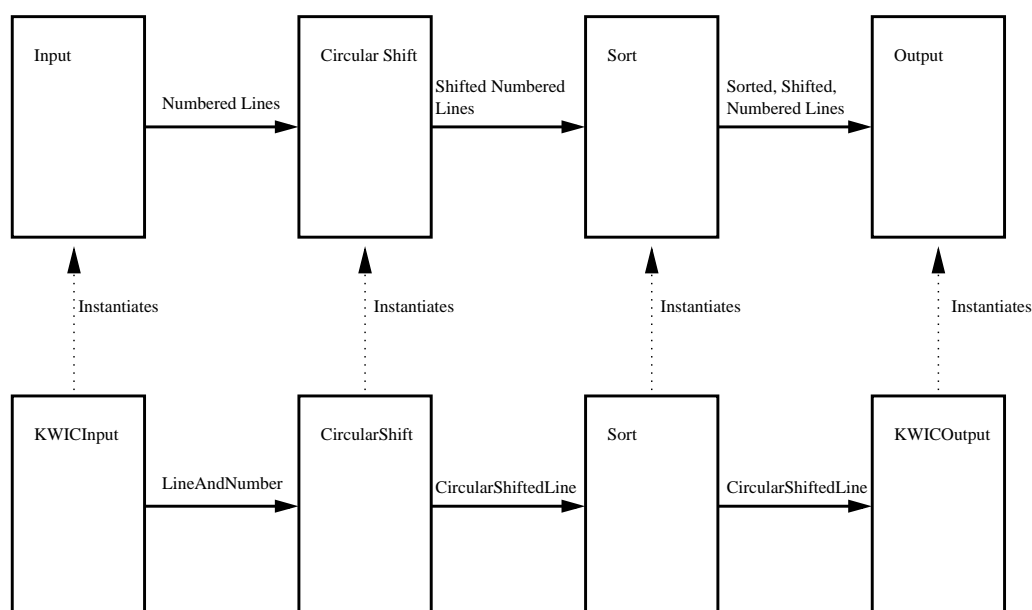 Input
Circular Shift
Sort
Output
Numbered Lines
Shifted Numbered
Lines
Sorted, Shifted,
Numbered Lines
Instantiates
Instantiates
Instantiates
Instantiates
KWICInput
CircularShift
Sort
KWICOutput
LineAndNumber
CircularShiftedLine
CircularShiftedLine